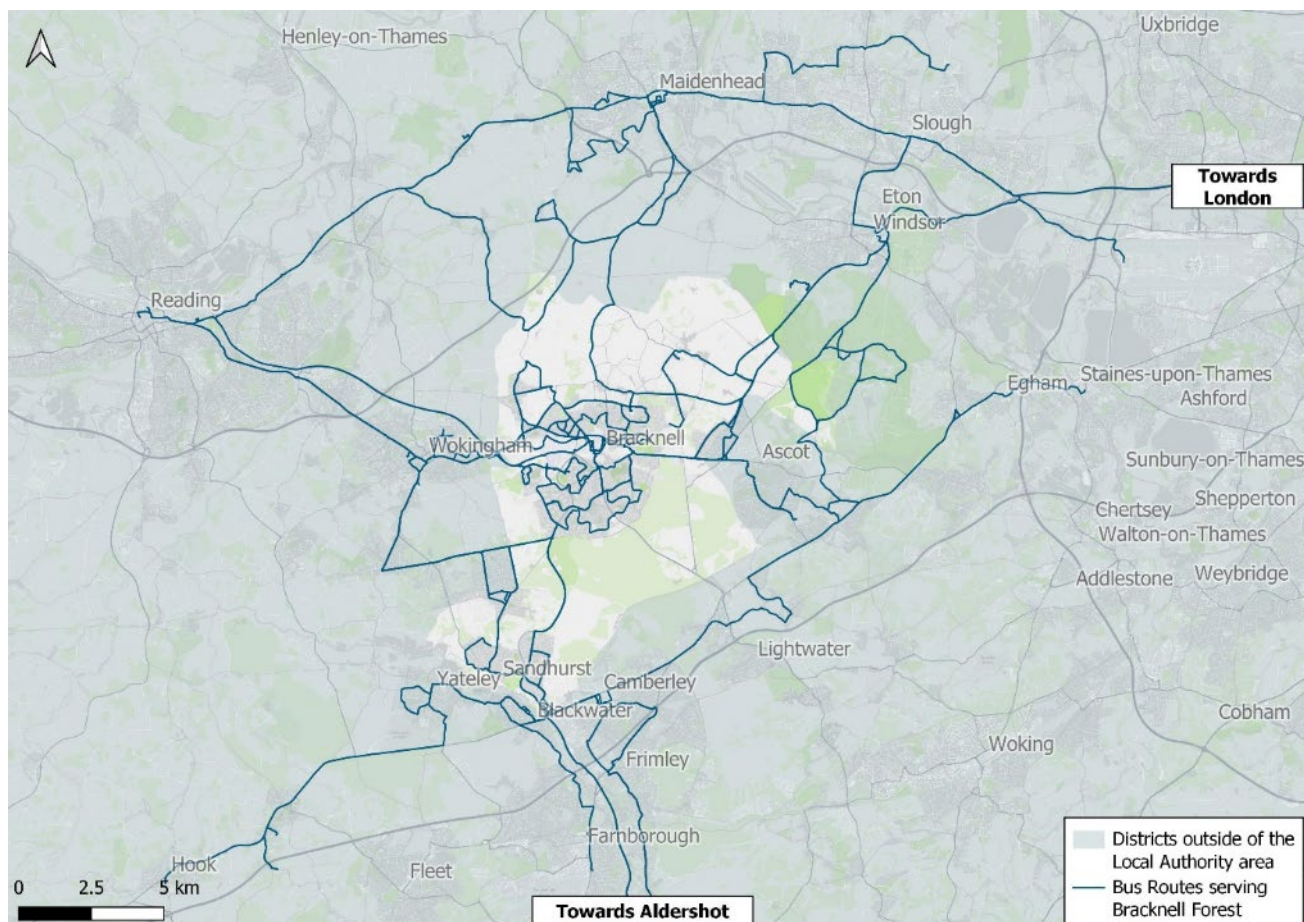 Henley-on-Thames
Uxbridge
Maidenhead
Slough
Towards
London
Eton
Windsor
Reading
Egham
Staines-upon-Thames
Ashford
Wokingham
Bracknell
Ascot
Sunbury-on-Thames
Chertsey
Shepperton
Walton-on-Thames
Addlestone
Weybridge
Lightwater
Sandhurst
Yateley
Camberley
Blackwater
Cobham
Woking
Frimley
Farnborough
Hook
Fleet
0 2.5 5 km
Towards Aldershot
Districts outside of the
Local Authority area
Bus Routes serving
Bracknell Forest